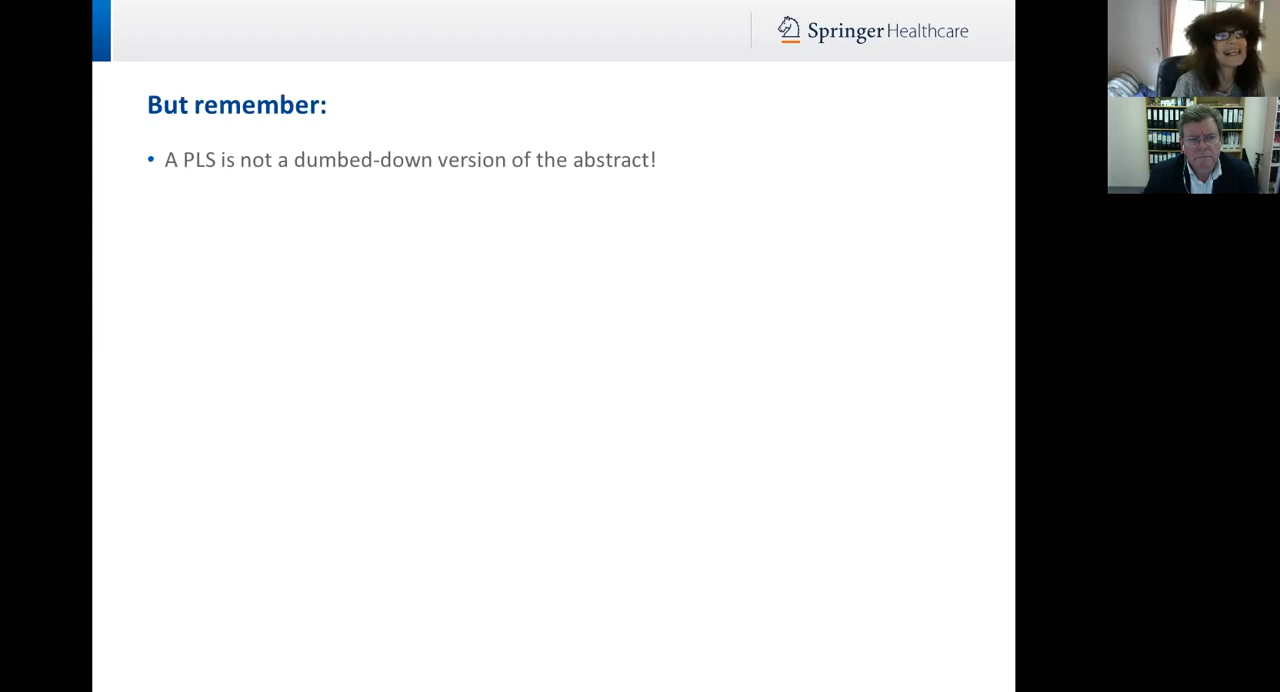 Springer Healthcare
But remember:
• A PLS is not a dumbed-down version of the abstract!